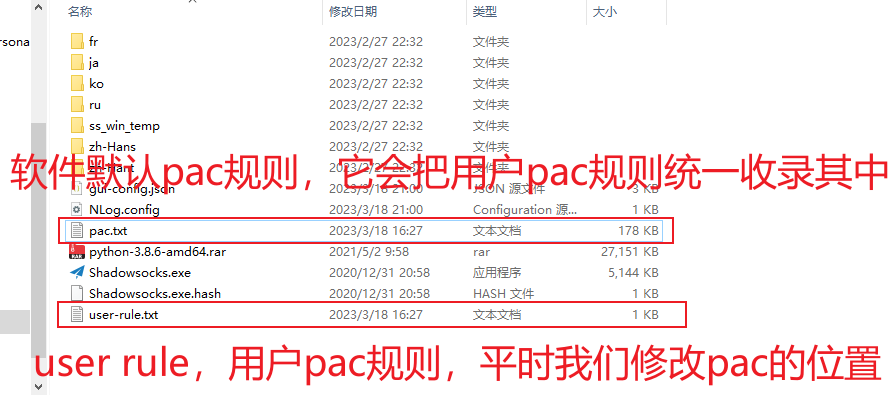 名称 修改日期 类型 大小
rsona
fr 2023/2/27 22:32 文件夹
ja 2023/2/27 22:32 文件夹
ko 2023/2/27 22:32 文件夹
ru 2023/2/27 22:32 文件夹
ss_win_temp 2023/2/27 22:32 文件夹
zh-Hans 2023/2/27 22:32 文件夹
zh-Hant 2023/2/27 22:32 文件夹
软件默认pac规则，它会把用户pac规则统一收录其中
gui-config.json 2023/3/18 21:00 JSON 源文件 3 KB
NLog.config 2023/3/18 21:00 Configuration 源... 1 KB
pac.txt 2023/3/18 16:27 文本文档 178 KB
python-3.8.6-amd64.rar 2021/5/2 9:58 rar 27,151 KB
Shadowsocks.exe 2020/12/31 20:58 应用程序 5,144 KB
Shadowsocks.exe.hash 2020/12/31 20:58 HASH 文件 1 KB
user-rule.txt 2023/3/18 16:27 文本文档 1 KB
user rule，用户pac规则，平时我们修改pac的位置